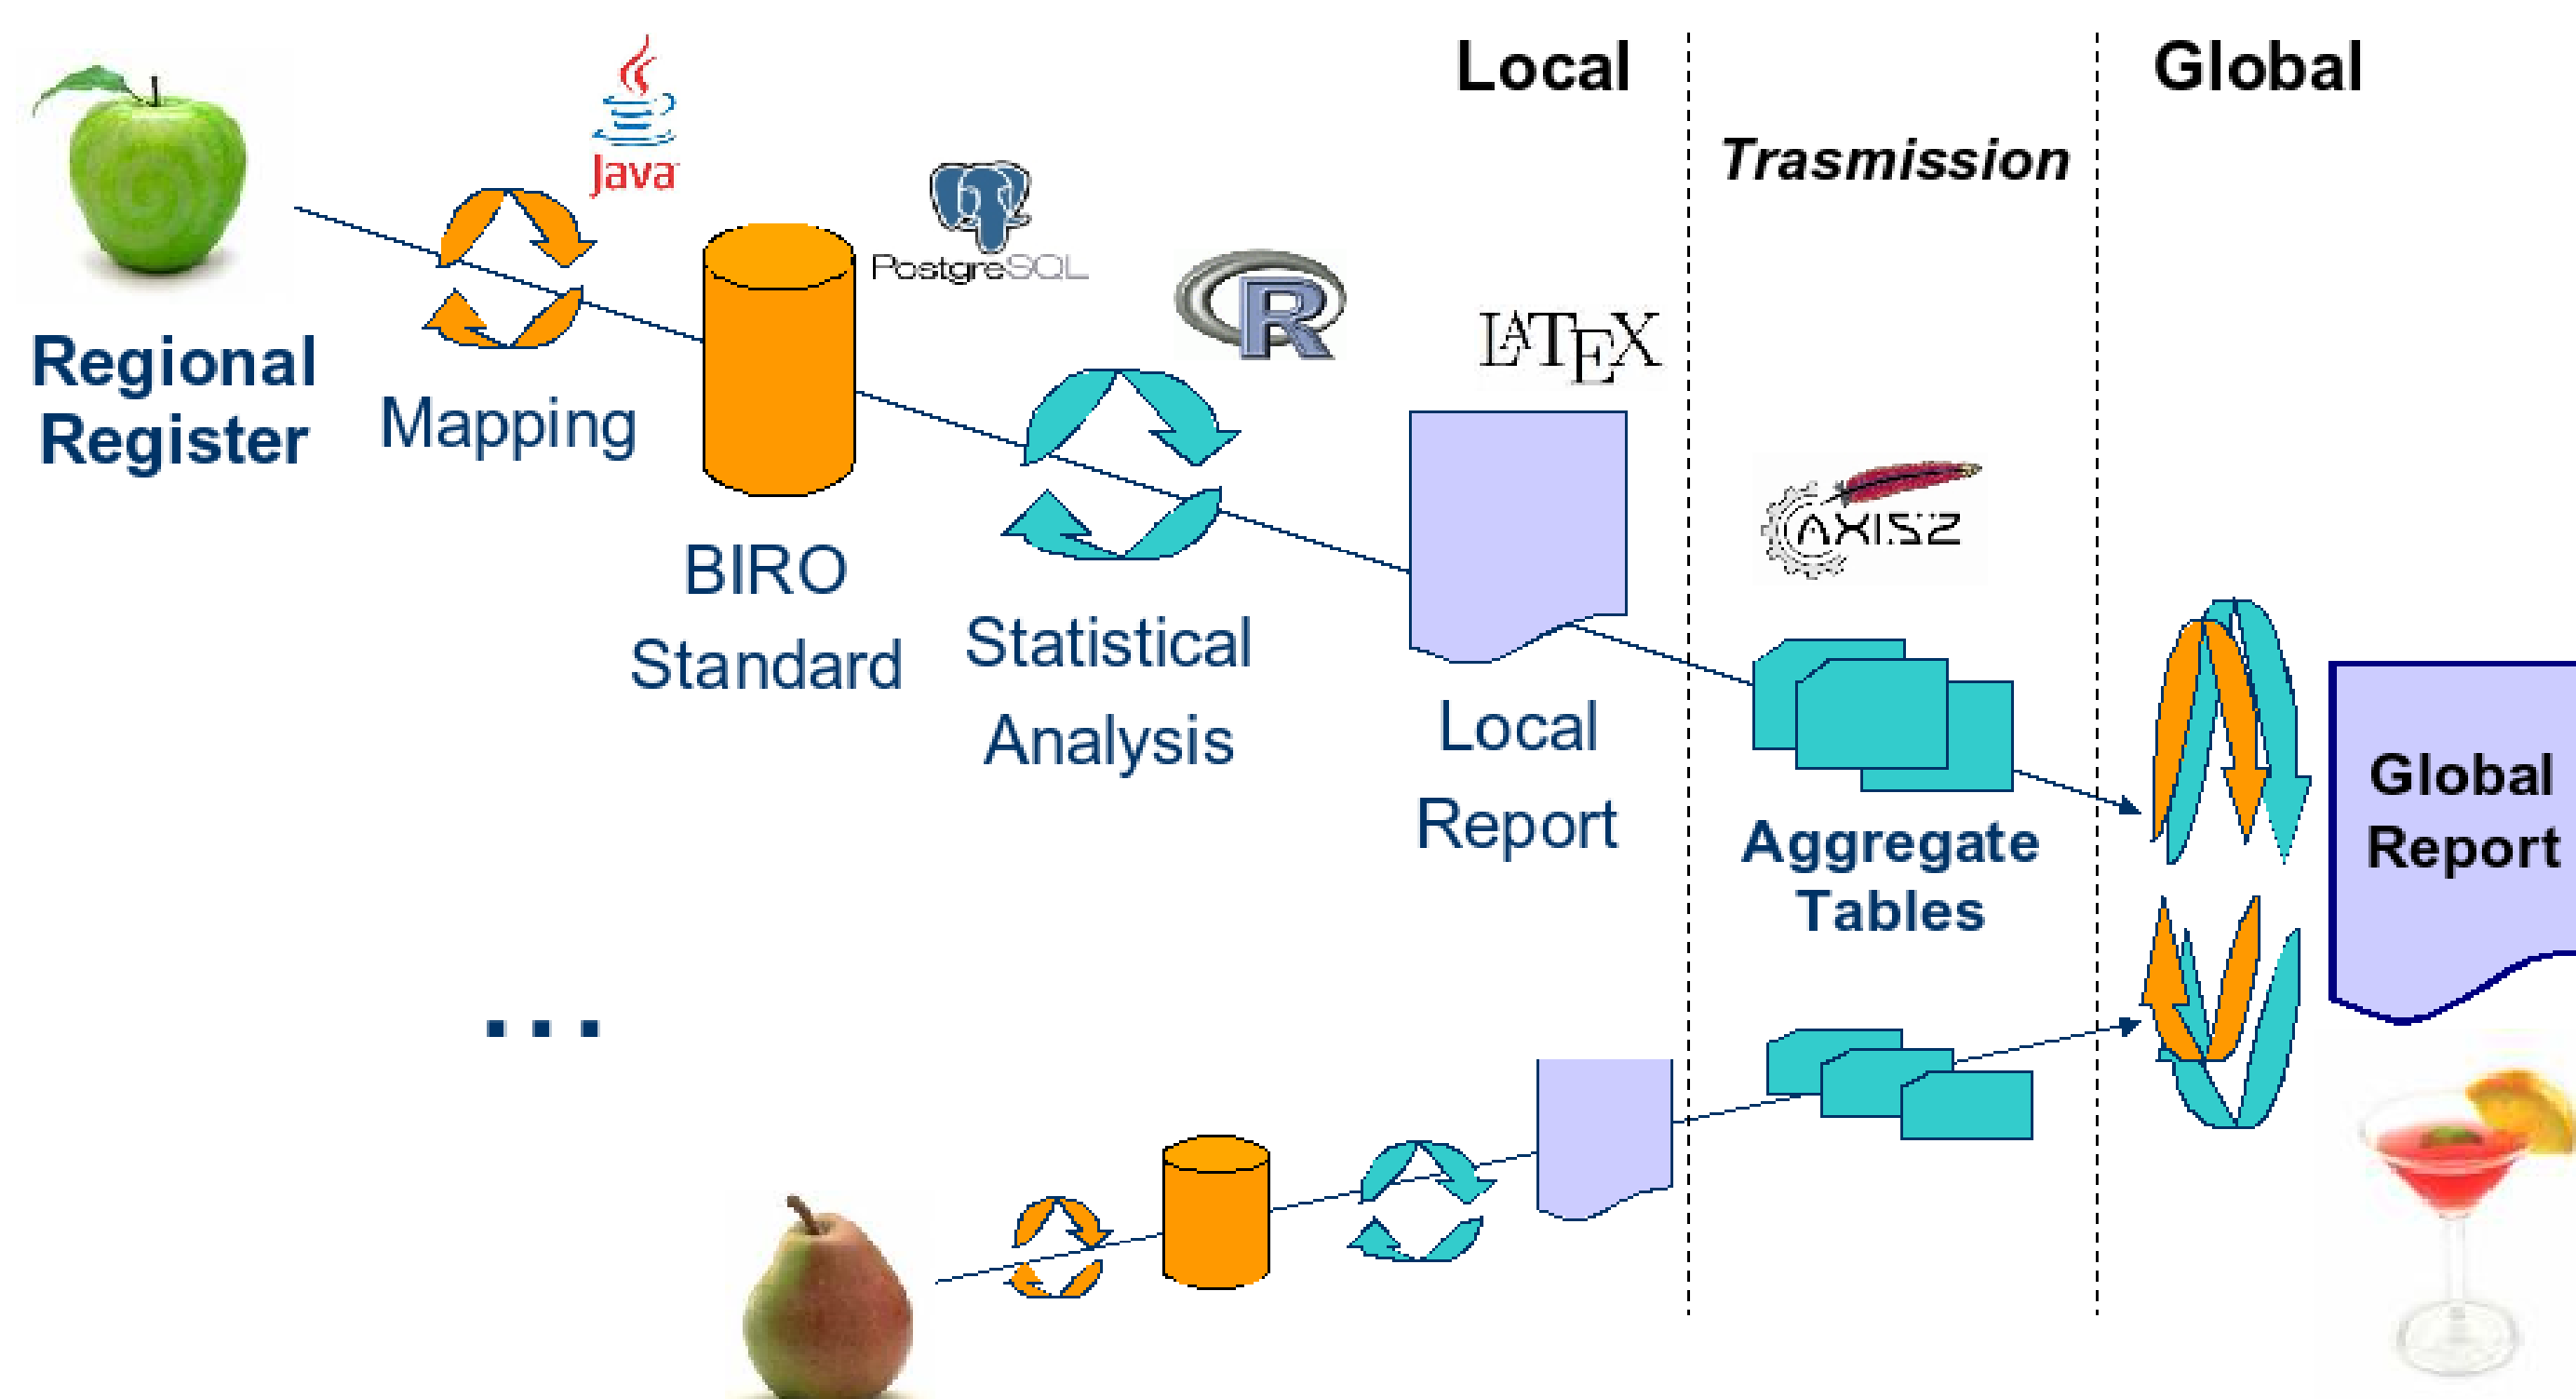 Local
Global
Trasmission
Java
PostgreSQL
R
LATEX
Regional
Register
Mapping
AXIS2
BIRO
Standard
Statistical
Analysis
Local
Report
Aggregate
Tables
Global
Report
...